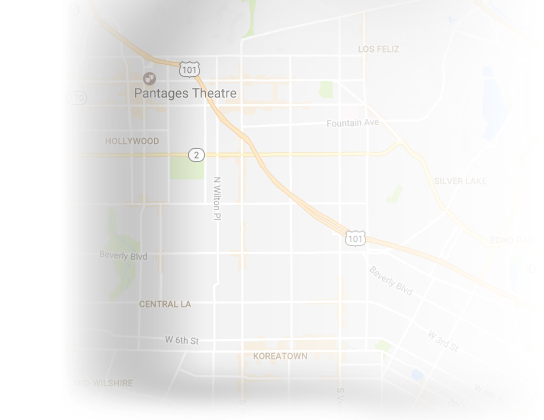 LOS FELIZ
101
Pantages Theatre
Fountain Ave
HOLLYWOOD
2
N Wilton Pl
SILVER LAKE
101
Beverly Blvd
Beverly Blvd
CENTRAL LA
W 3rd St
W 6th St
KOREATOWN
WILSHIRE